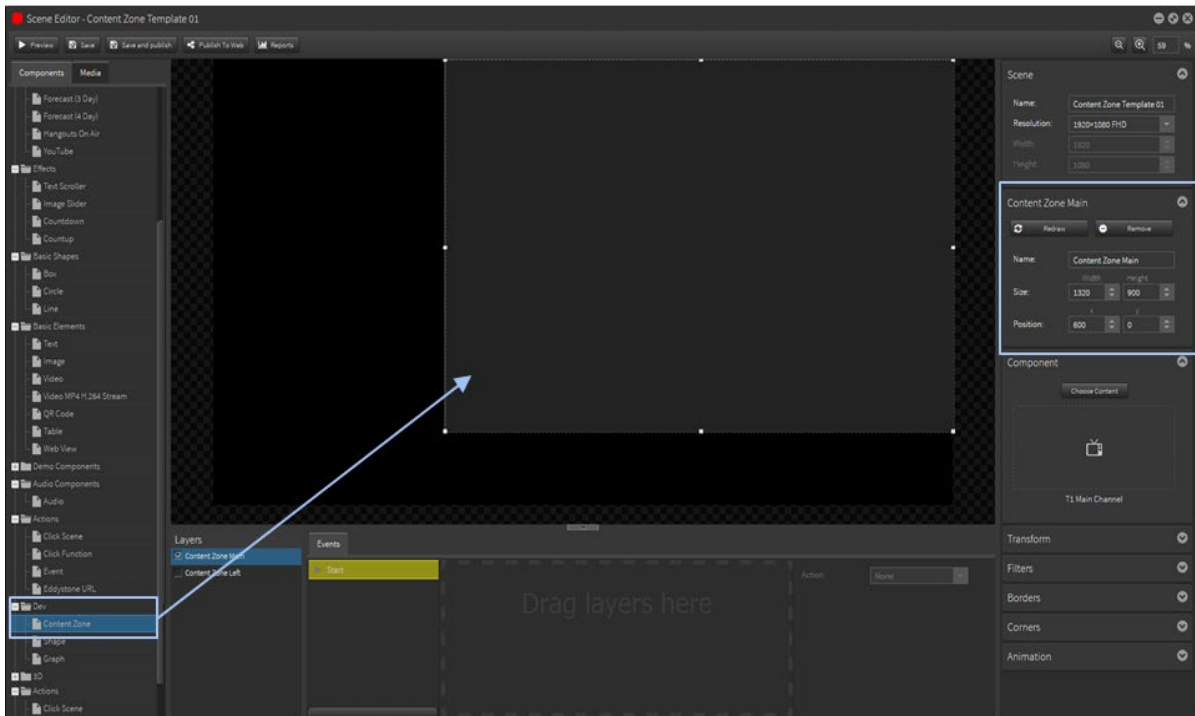 Scene Editor - Content Zone Template 01
Preview Save Save and publish Publish To Web Reports
59 %
Components Media
Forecast (3 Day)
Forecast (4 Day)
Hangouts On Air
YouTube
Effects
Text Scroller
Image Slider
Countdown
Countup
Basic Shapes
Box
Circle
Line
Basic Elements
Text
Image
Video
Video MP4 H.264 Stream
QR Code
Table
Web View
Demo Components
Audio Components
Audio
Actions
Click Scene
Click Function
Event
Eddystone URL
Dev
Content Zone
Shape
Graph
3D
Actions
Click Scene
Layers
Content Zone Main
Content Zone Left
Events
Start
Drag layers here
Action: None
Scene
Name: Content Zone Template 01
Resolution: 1920×1080 FHD
Width: 1920
Height: 1080
Content Zone Main
Redraw Remove
Name: Content Zone Main
Width Height
Size: 1320 900
x y
Position: 600 0
Component
Choose Content
T1 Main Channel
Transform
Filters
Borders
Corners
Animation